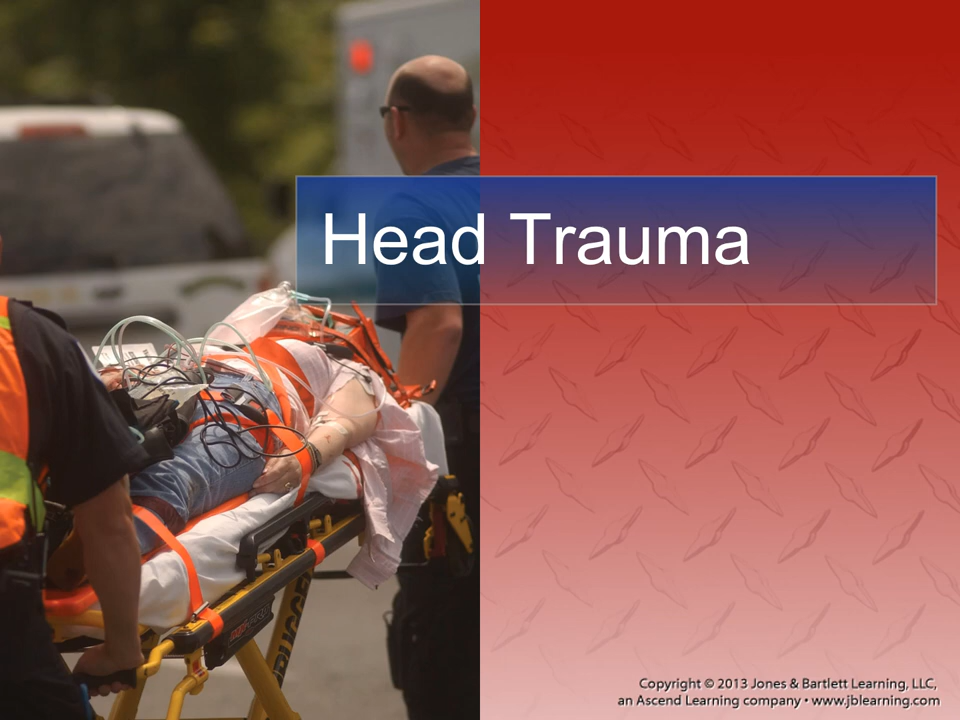 Head Trauma
Copyright © 2013 Jones & Bartlett Learning, LLC,
an Ascend Learning company • www.jblearning.com